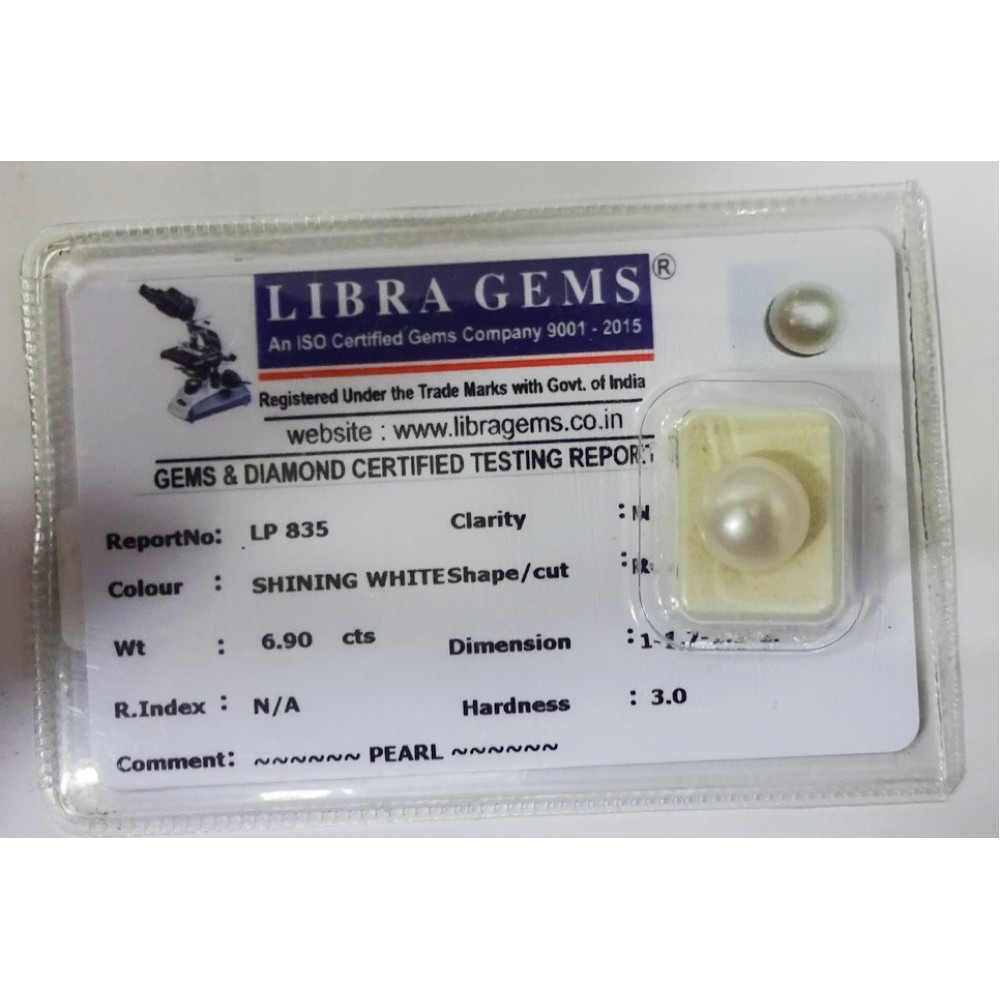 LIBRA GEMS®
An ISO Certified Gems Company 9001 - 2015
Registered Under the Trade Marks with Govt. of India
website : www.libragems.co.in
GEMS & DIAMOND CERTIFIED TESTING REPORT
ReportNo: LP 835 Clarity :
Colour : SHINING WHITE Shape/cut :
Wt : 6.90 cts Dimension :
R.Index : N/A Hardness : 3.0
Comment: ~~~~~~ PEARL ~~~~~~